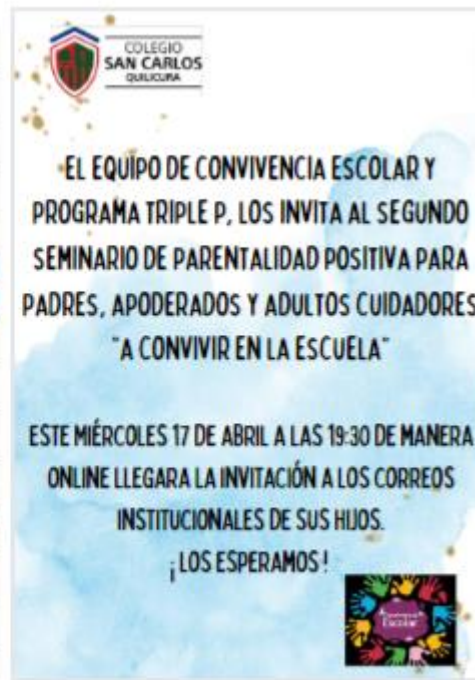 COLEGIO
SAN CARLOS
QUILICURA
EL EQUIPO DE CONVIVENCIA ESCOLAR Y
PROGRAMA TRIPLE P, LOS INVITA AL SEGUNDO
SEMINARIO DE PARENTALIDAD POSITIVA PARA
PADRES, APODERADOS Y ADULTOS CUIDADORES
"A CONVIVIR EN LA ESCUELA"
ESTE MIÉRCOLES 17 DE ABRIL A LAS 19:30 DE MANERA
ONLINE LLEGARA LA INVITACIÓN A LOS CORREOS
INSTITUCIONALES DE SUS HIJOS.
¡LOS ESPERAMOS!
Escolar